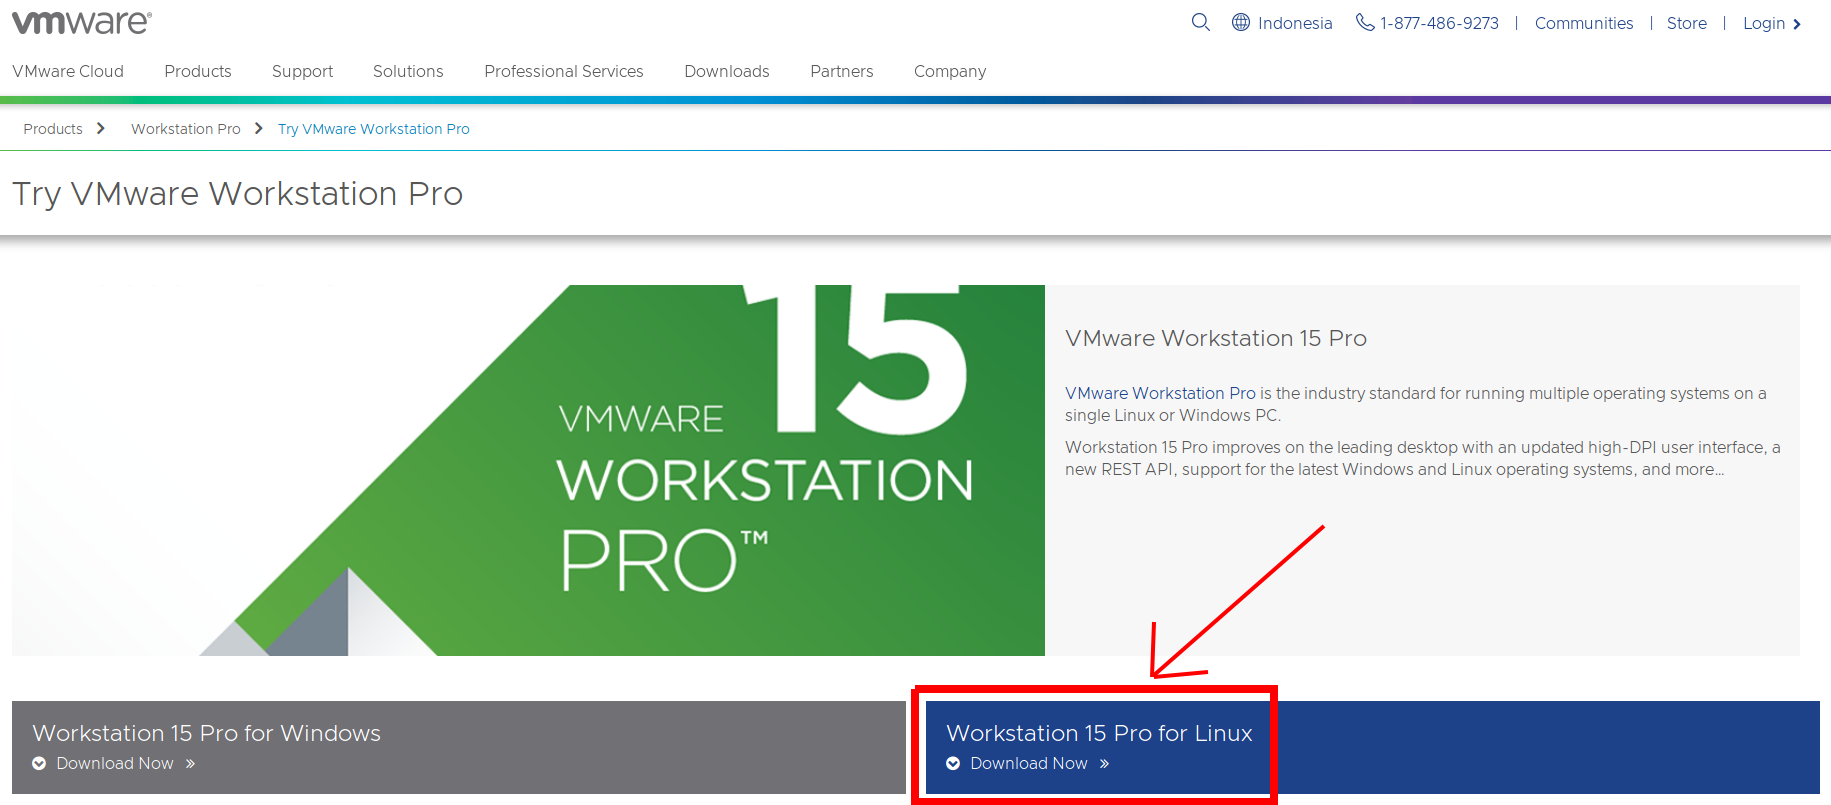 vmware®
Indonesia 1-877-486-9273 | Communities | Store | Login
VMware Cloud Products Support Solutions Professional Services Downloads Partners Company
Products Workstation Pro Try VMware Workstation Pro
Try VMware Workstation Pro
15
VMWARE
WORKSTATION
PRO™
VMware Workstation 15 Pro
VMware Workstation Pro is the industry standard for running multiple operating systems on a
single Linux or Windows PC.
Workstation 15 Pro improves on the leading desktop with an updated high-DPI user interface, a
new REST API, support for the latest Windows and Linux operating systems, and more...
Workstation 15 Pro for Windows
Download Now »
Workstation 15 Pro for Linux
Download Now »